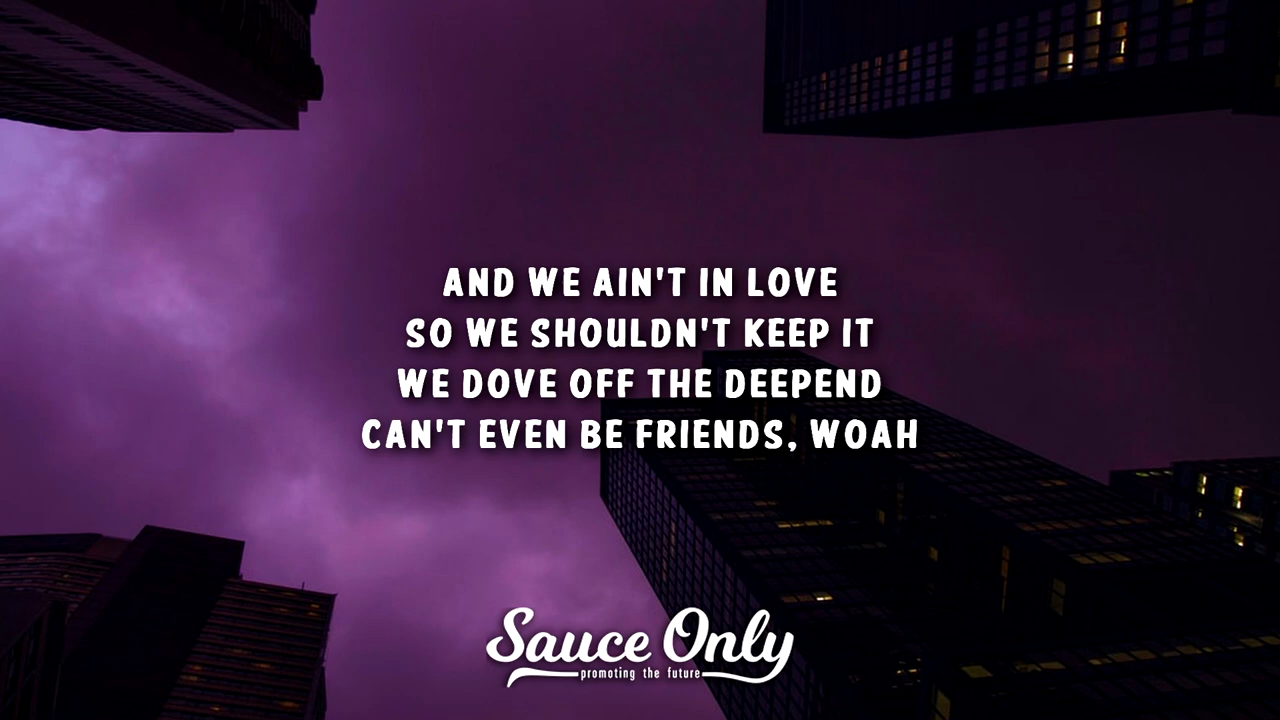 AND WE AIN'T IN LOVE
SO WE SHOULDN'T KEEP IT
WE DOVE OFF THE DEEPEND
CAN'T EVEN BE FRIENDS, WOAH
Sauce Only
promoting the future